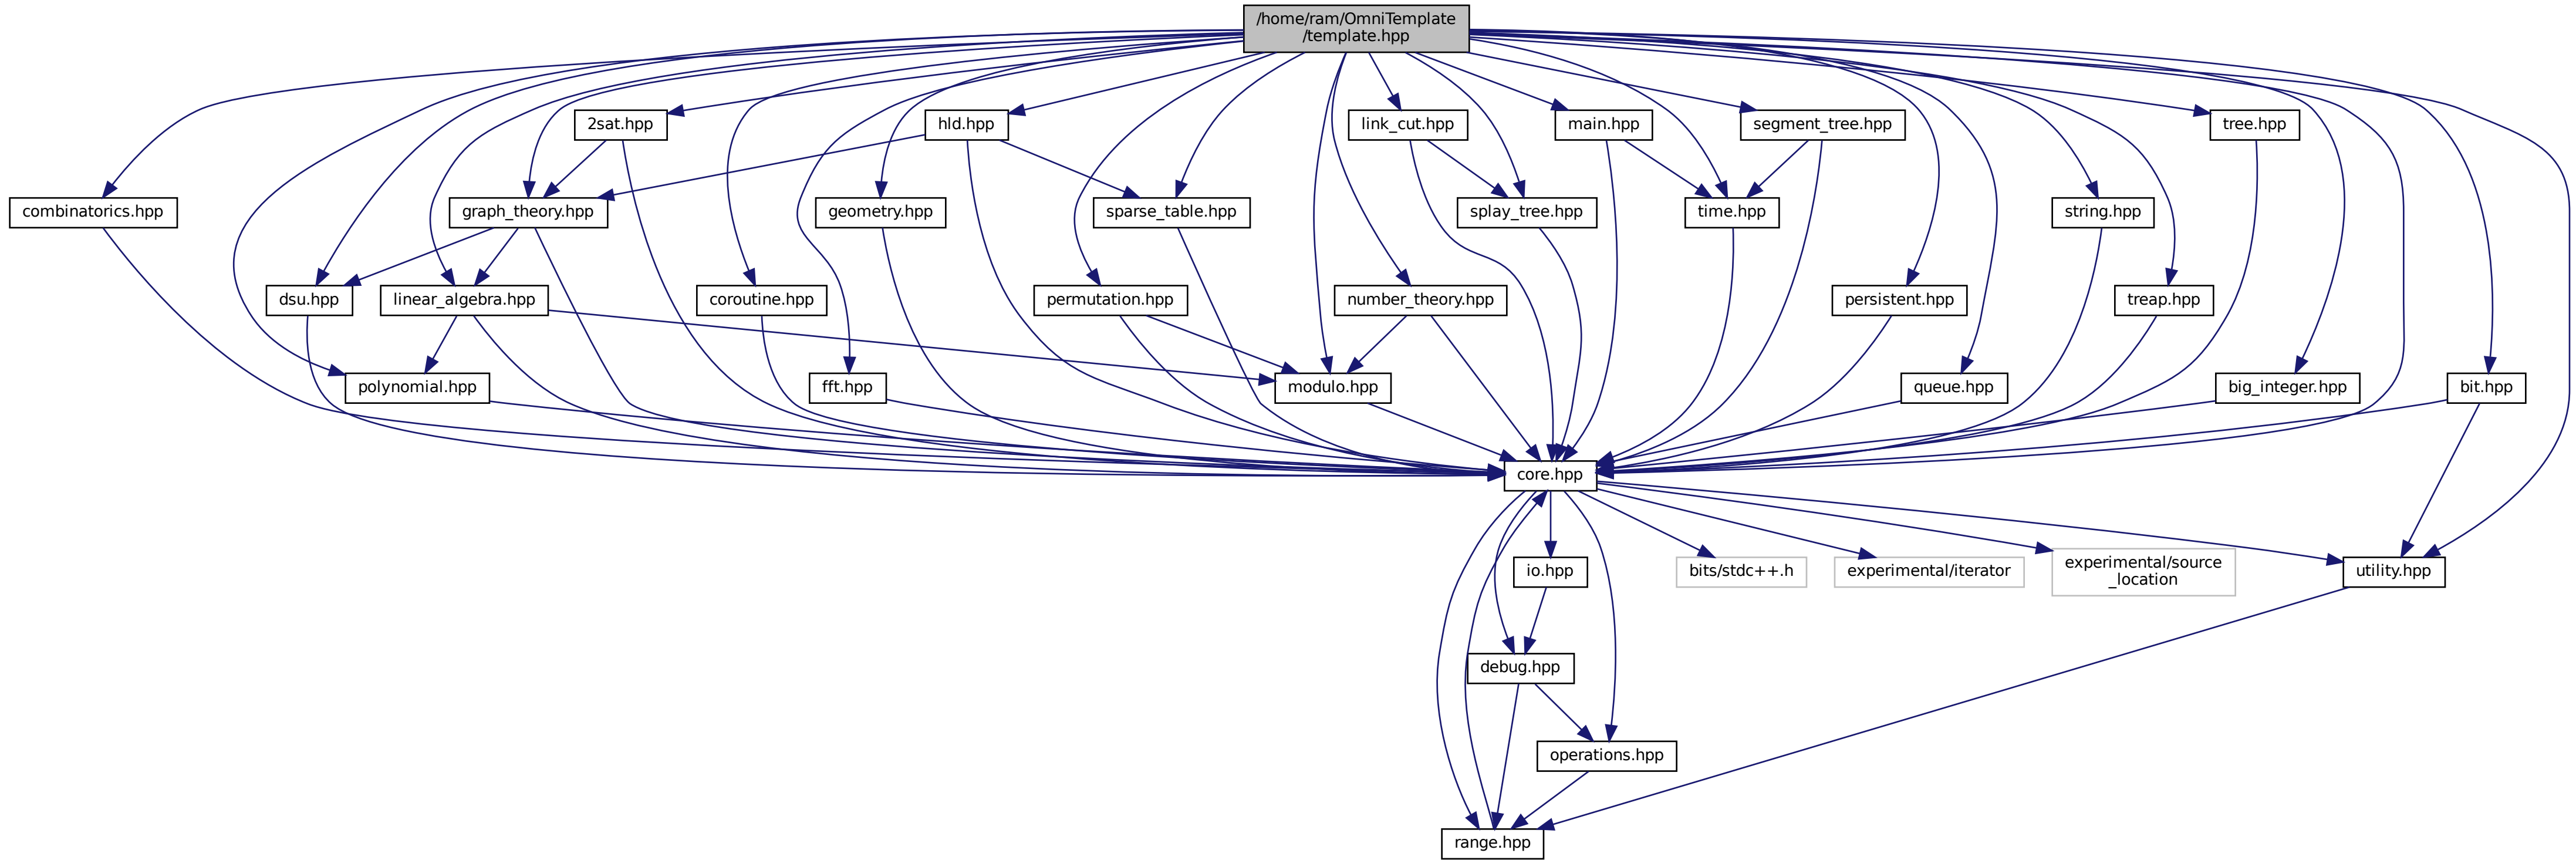 /home/ram/OmniTemplate
/template.hpp
2sat.hpp
hld.hpp
link_cut.hpp
main.hpp
segment_tree.hpp
tree.hpp
combinatorics.hpp
graph_theory.hpp
geometry.hpp
sparse_table.hpp
splay_tree.hpp
time.hpp
string.hpp
dsu.hpp
linear_algebra.hpp
coroutine.hpp
permutation.hpp
number_theory.hpp
persistent.hpp
treap.hpp
polynomial.hpp
fft.hpp
modulo.hpp
queue.hpp
big_integer.hpp
bit.hpp
core.hpp
io.hpp
bits/stdc++.h
experimental/iterator
experimental/source
_location
utility.hpp
debug.hpp
operations.hpp
range.hpp